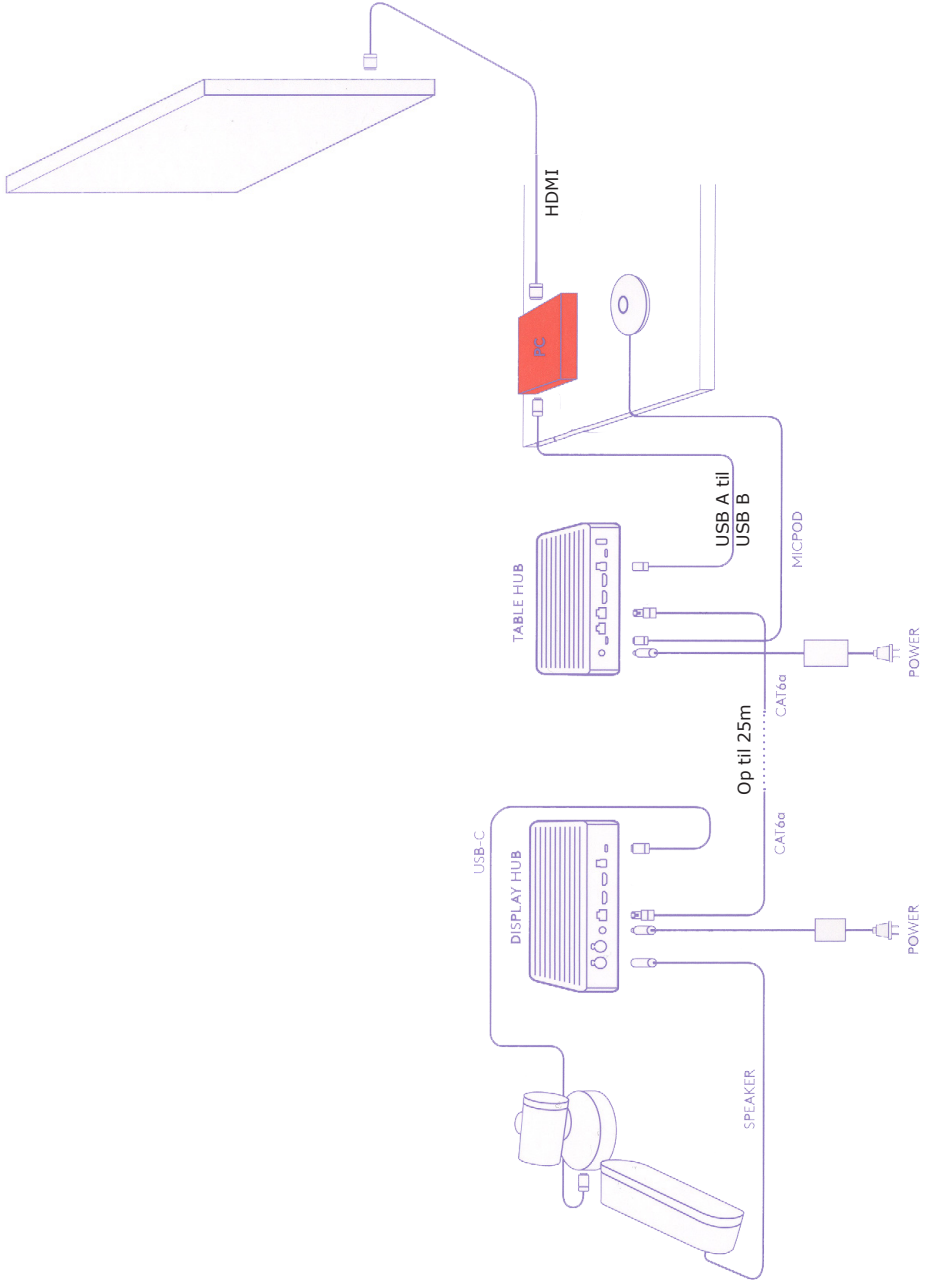 USB-C
DISPLAY HUB
TABLE HUB
PC
HDMI
SPEAKER
Op til 25m
USB A til
USB B
CAT6a
CAT6a
MICPOD
POWER
POWER